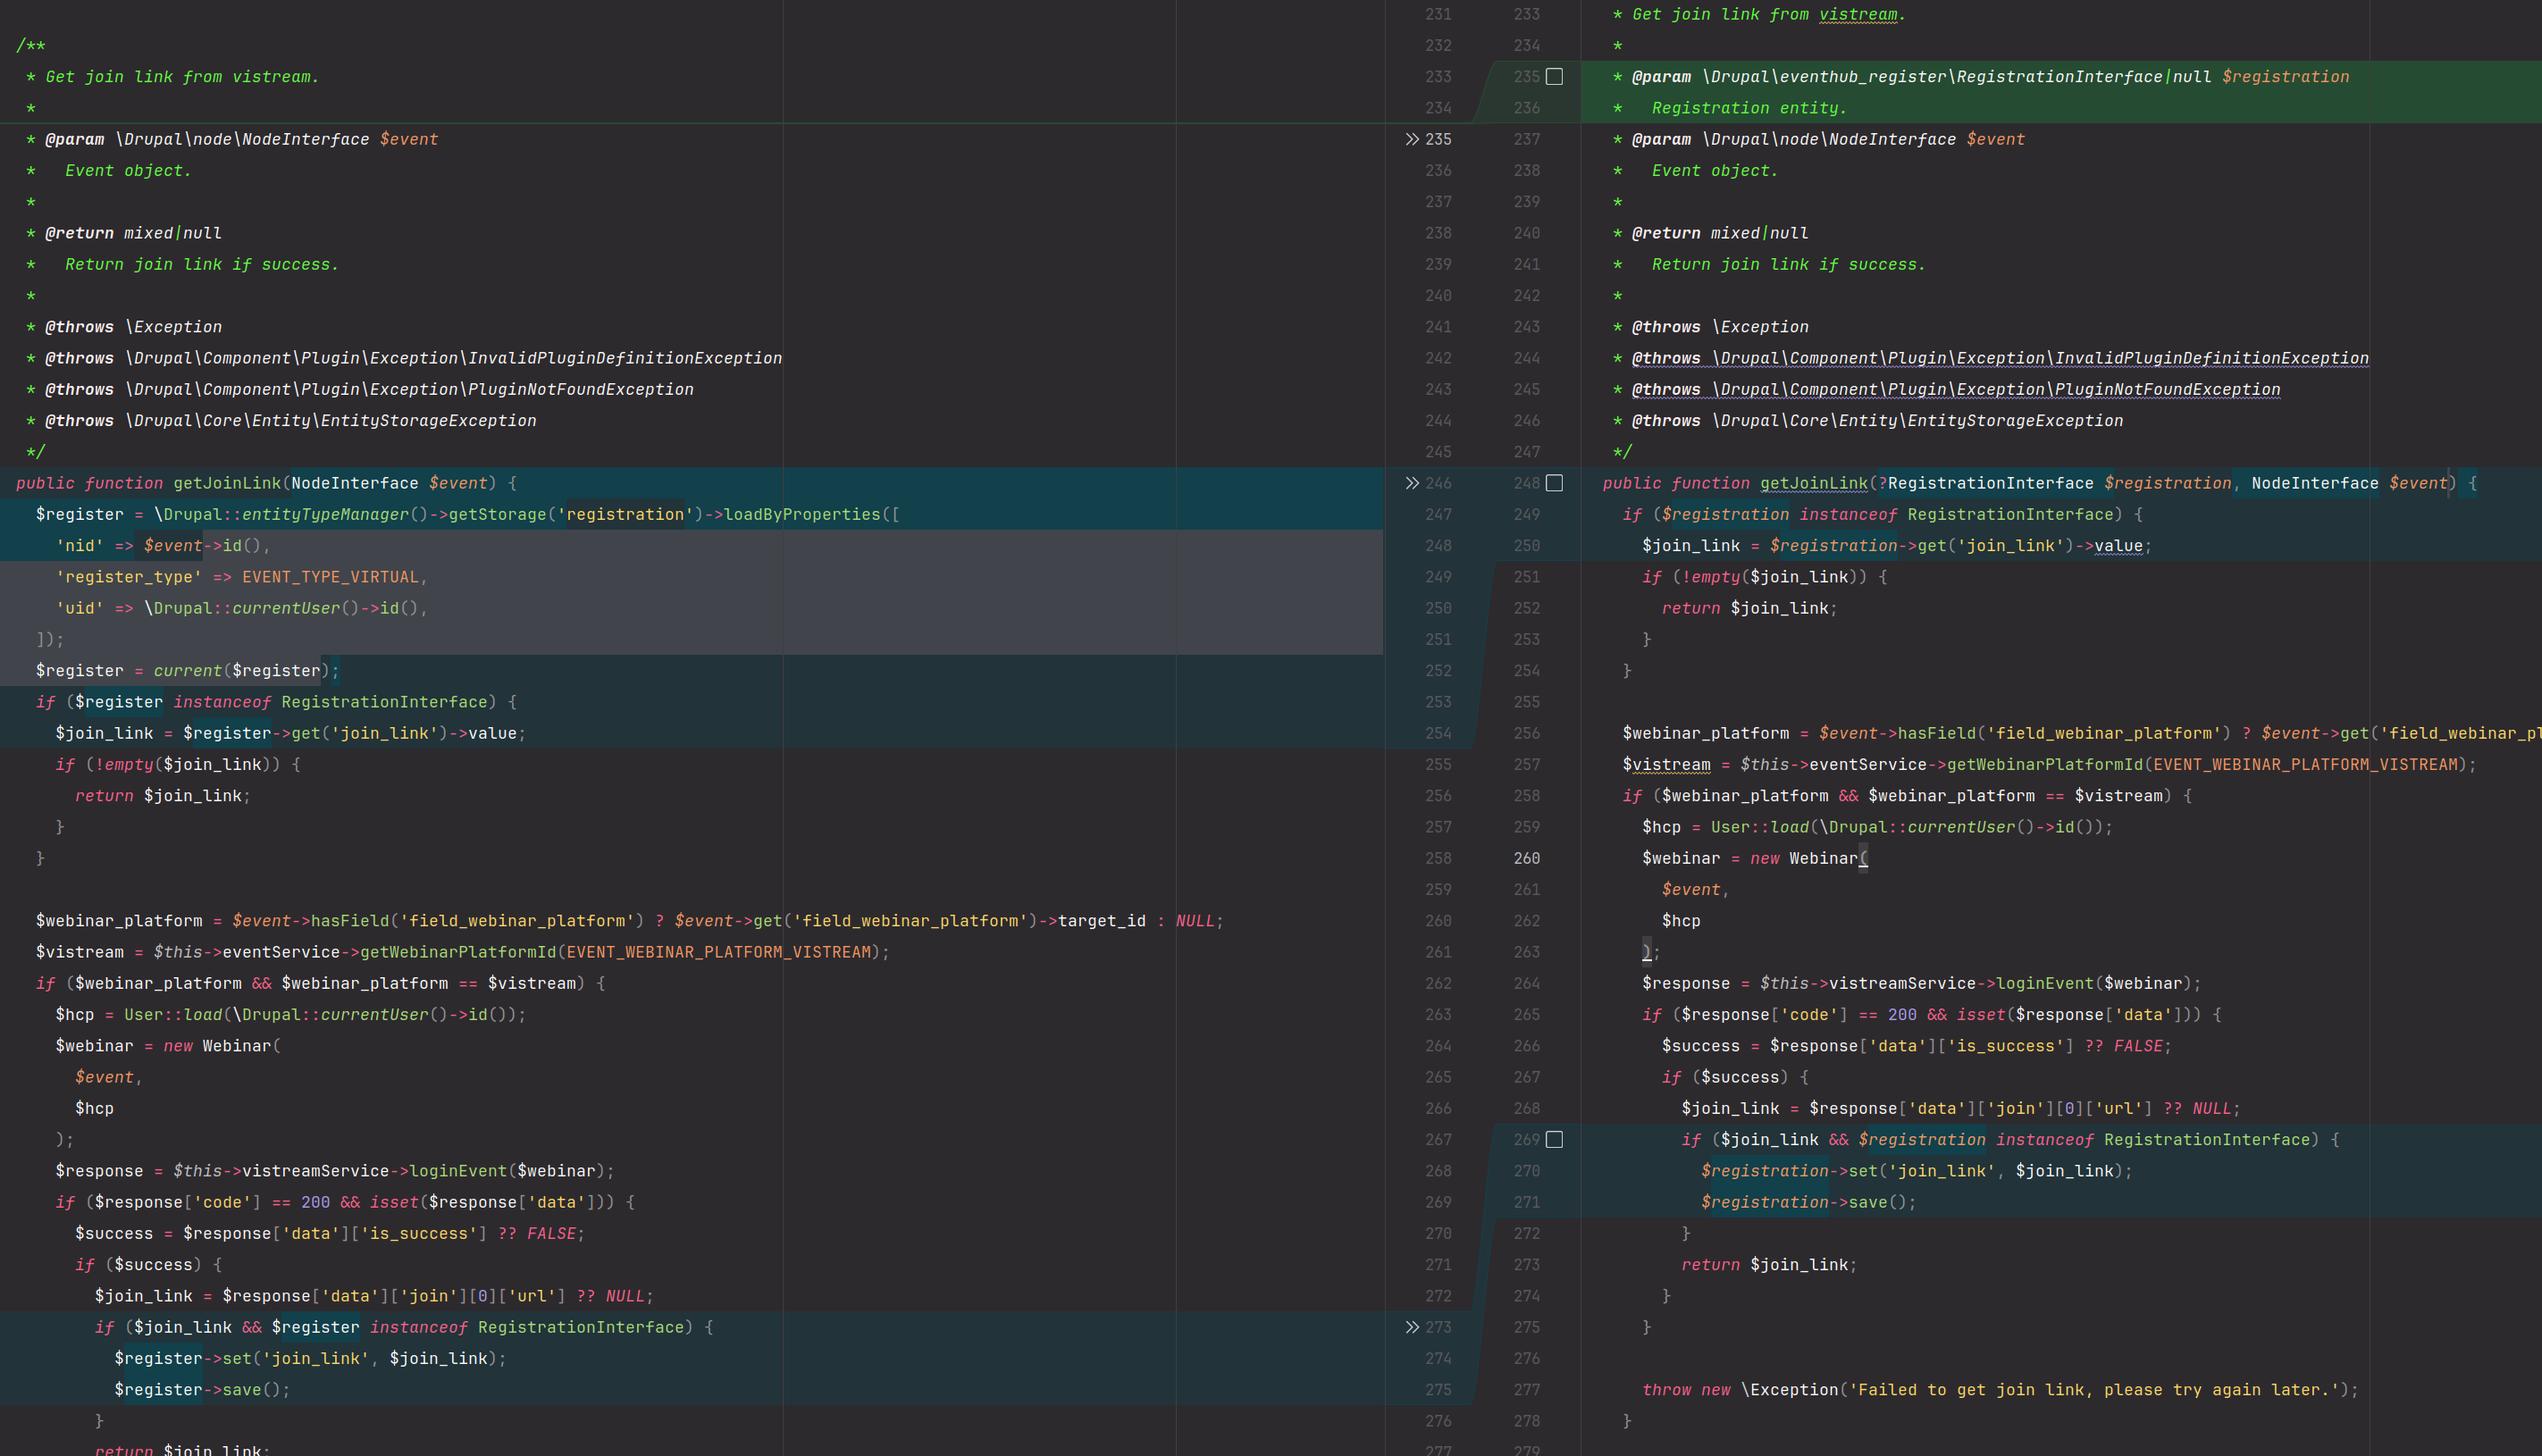 /**
 * Get join link from vistream.
 *
 * @param \Drupal\node\NodeInterface $event
 *   Event object.
 *
 * @return mixed|null
 *   Return join link if success.
 *
 * @throws \Exception
 * @throws \Drupal\Component\Plugin\Exception\InvalidPluginDefinitionException
 * @throws \Drupal\Component\Plugin\Exception\PluginNotFoundException
 * @throws \Drupal\Core\Entity\EntityStorageException
 */
public function getJoinLink(NodeInterface $event) {
  $register = \Drupal::entityTypeManager()->getStorage('registration')->loadByProperties([
    'nid' => $event->id(),
    'register_type' => EVENT_TYPE_VIRTUAL,
    'uid' => \Drupal::currentUser()->id(),
  ]);
  $register = current($register);
  if ($register instanceof RegistrationInterface) {
    $join_link = $register->get('join_link')->value;
    if (!empty($join_link)) {
      return $join_link;
    }
  }

  $webinar_platform = $event->hasField('field_webinar_platform') ? $event->get('field_webinar_platform')->target_id : NULL;
  $vistream = $this->eventService->getWebinarPlatformId(EVENT_WEBINAR_PLATFORM_VISTREAM);
  if ($webinar_platform && $webinar_platform == $vistream) {
    $hcp = User::load(\Drupal::currentUser()->id());
    $webinar = new Webinar(
      $event,
      $hcp
    );
    $response = $this->vistreamService->loginEvent($webinar);
    if ($response['code'] == 200 && isset($response['data'])) {
      $success = $response['data']['is_success'] ?? FALSE;
      if ($success) {
        $join_link = $response['data']['join'][0]['url'] ?? NULL;
        if ($join_link && $register instanceof RegistrationInterface) {
          $register->set('join_link', $join_link);
          $register->save();
        }
        return $join_link;
231 233
232 234
233 235
234 236
235 237
236 238
237 239
238 240
239 241
240 242
241 243
242 244
243 245
244 246
245 247
246 248
247 249
248 250
249 251
250 252
251 253
252 254
253 255
254 256
255 257
256 258
257 259
258 260
259 261
260 262
261 263
262 264
263 265
264 266
265 267
266 268
267 269
268 270
269 271
270 272
271 273
272 274
273 275
274 276
275 277
276 278
277 279
 * Get join link from vistream.
 *
 * @param \Drupal\eventhub_register\RegistrationInterface|null $registration
 *   Registration entity.
 * @param \Drupal\node\NodeInterface $event
 *   Event object.
 *
 * @return mixed|null
 *   Return join link if success.
 *
 * @throws \Exception
 * @throws \Drupal\Component\Plugin\Exception\InvalidPluginDefinitionException
 * @throws \Drupal\Component\Plugin\Exception\PluginNotFoundException
 * @throws \Drupal\Core\Entity\EntityStorageException
 */
public function getJoinLink(?RegistrationInterface $registration, NodeInterface $event) {
  if ($registration instanceof RegistrationInterface) {
    $join_link = $registration->get('join_link')->value;
    if (!empty($join_link)) {
      return $join_link;
    }
  }

  $webinar_platform = $event->hasField('field_webinar_platform') ? $event->get('field_webinar_pl
  $vistream = $this->eventService->getWebinarPlatformId(EVENT_WEBINAR_PLATFORM_VISTREAM);
  if ($webinar_platform && $webinar_platform == $vistream) {
    $hcp = User::load(\Drupal::currentUser()->id());
    $webinar = new Webinar(
      $event,
      $hcp
    );
    $response = $this->vistreamService->loginEvent($webinar);
    if ($response['code'] == 200 && isset($response['data'])) {
      $success = $response['data']['is_success'] ?? FALSE;
      if ($success) {
        $join_link = $response['data']['join'][0]['url'] ?? NULL;
        if ($join_link && $registration instanceof RegistrationInterface) {
          $registration->set('join_link', $join_link);
          $registration->save();
        }
        return $join_link;
      }
    }

    throw new \Exception('Failed to get join link, please try again later.');
  }